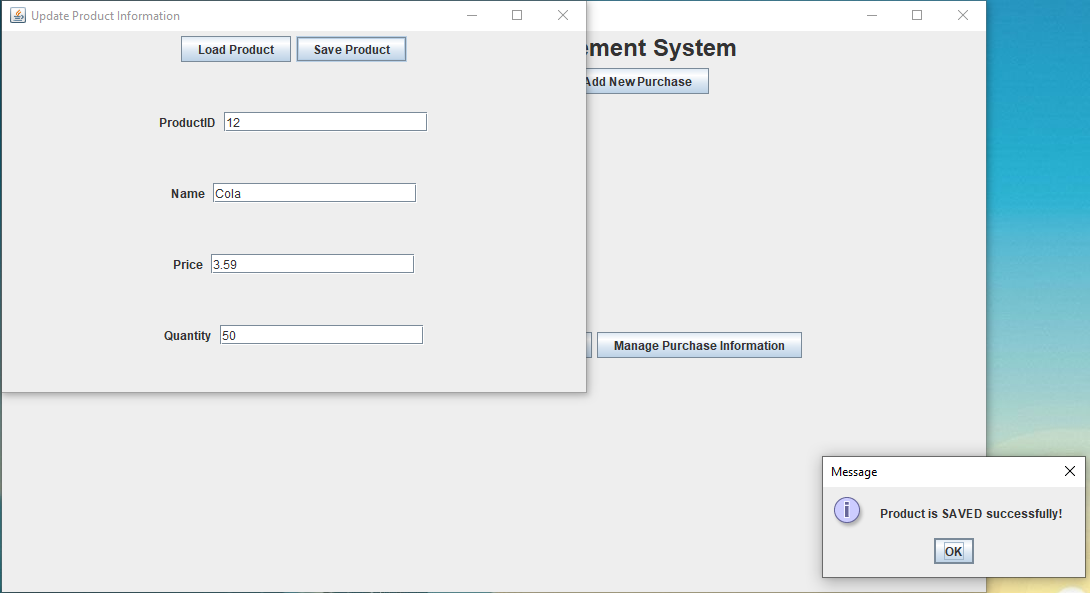 Update Product Information
Load Product Save Product
ProductID 12
Name Cola
Price 3.59
Quantity 50
System
Add New Purchase
Manage Purchase Information
Message
Product is SAVED successfully!
OK